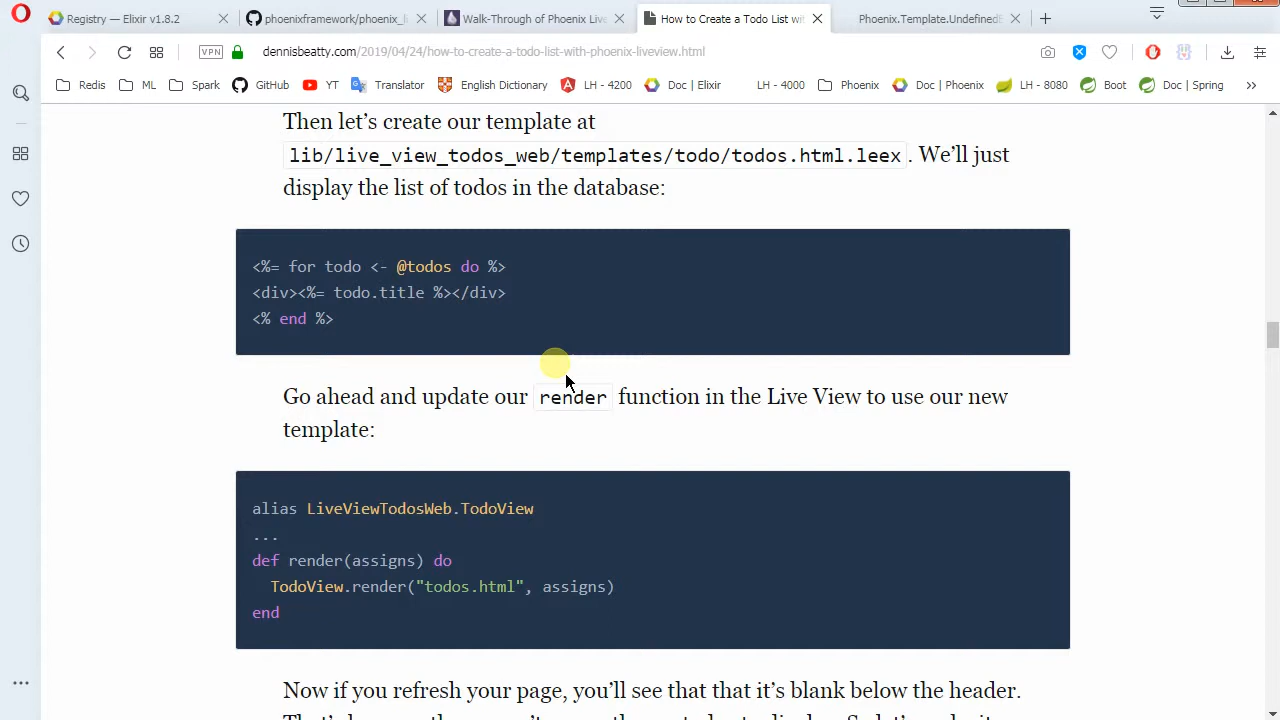 Registry – Elixir v1.8.2
phoenixframework/phoenix_li
Walk-Through of Phoenix Live
How to Create a Todo List wit
Phoenix.Template.UndefinedE
VPN
dennisbeatty.com/2019/04/24/how-to-create-a-todo-list-with-phoenix-liveview.html
Redis
ML
Spark
GitHub
YT
Translator
English Dictionary
LH - 4200
Doc | Elixir
LH - 4000
Phoenix
Doc | Phoenix
LH - 8080
Boot
Doc | Spring
Then let’s create our template at
lib/live_view_todos_web/templates/todo/todos.html.leex. We’ll just
display the list of todos in the database:
<%= for todo <- @todos do %>
<div><%= todo.title %></div>
<% end %>
Go ahead and update our render function in the Live View to use our new
template:
alias LiveViewTodosWeb.TodoView
...
def render(assigns) do
TodoView.render("todos.html", assigns)
end
Now if you refresh your page, you’ll see that that it’s blank below the header.